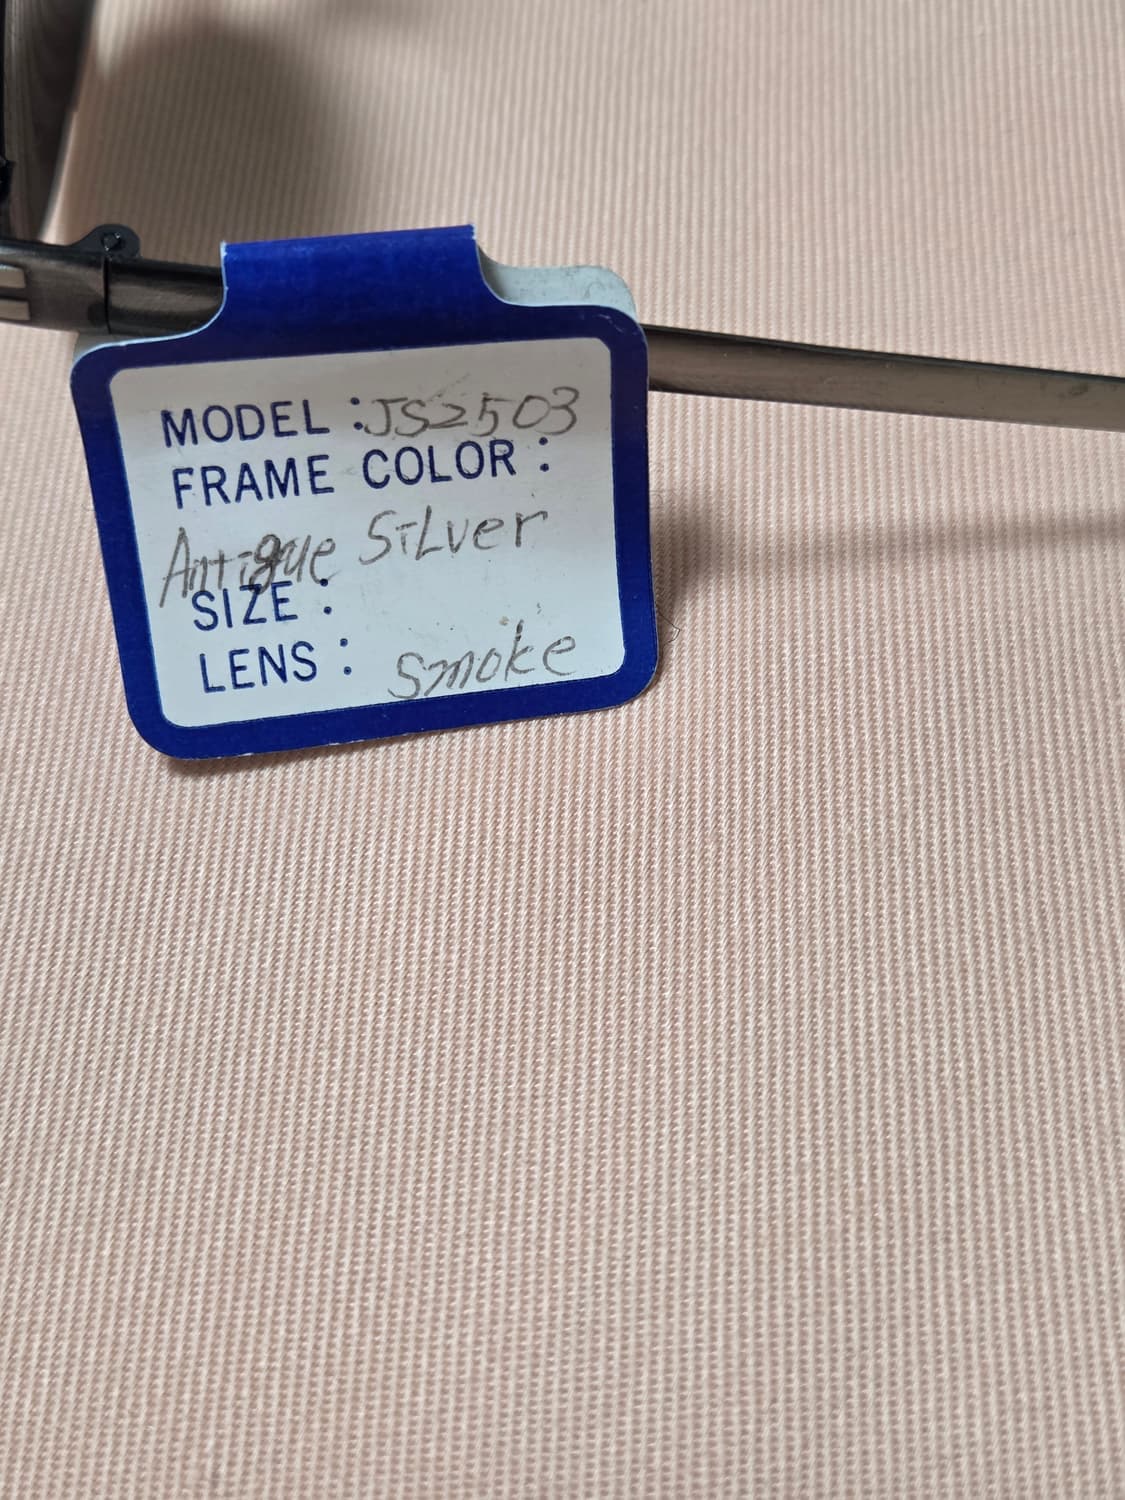 MODEL : JS2503
FRAME COLOR :
Antique SiLver
SIZE :
LENS : Smoke